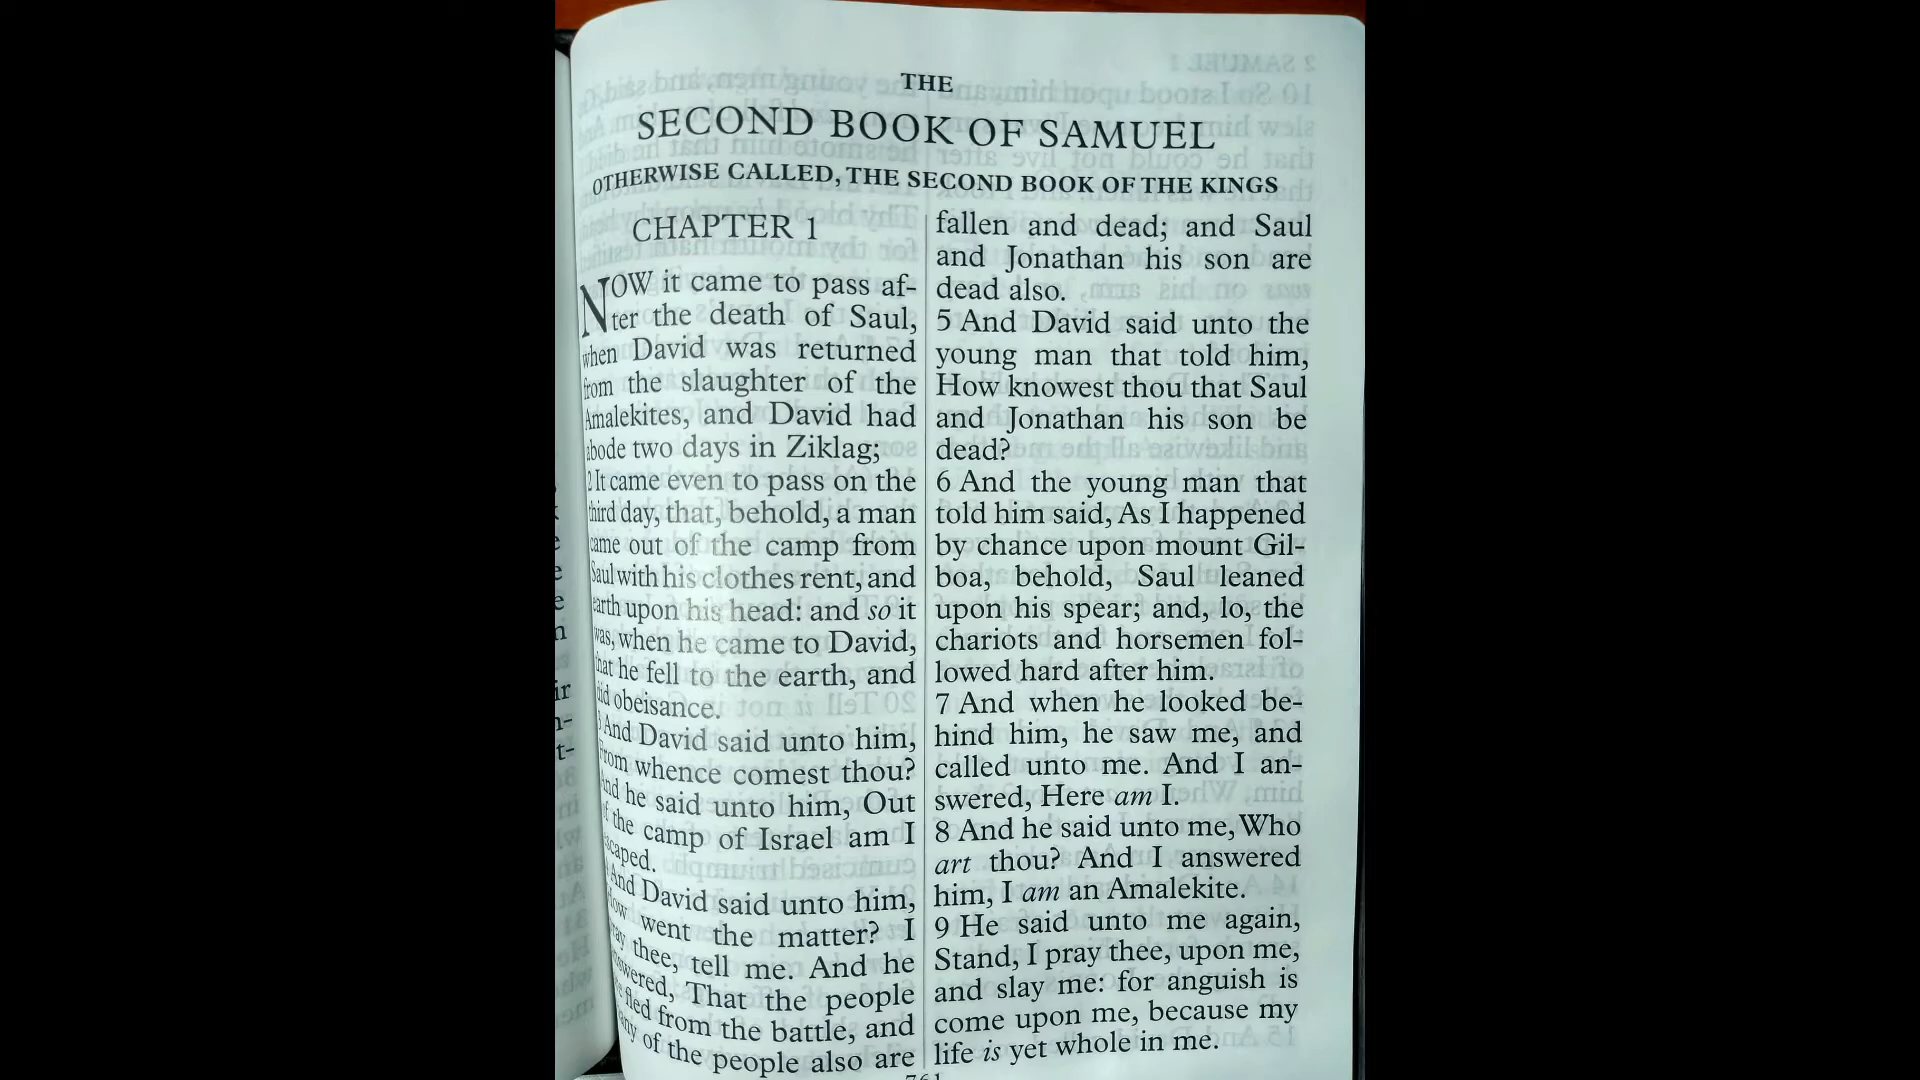 THE
SECOND BOOK OF SAMUEL
OTHERWISE CALLED, THE SECOND BOOK OF THE KINGS
CHAPTER 1
NOW it came to pass af-
ter the death of Saul,
when David was returned
from the slaughter of the
Amalekites, and David had
abode two days in Ziklag;
2 It came even to pass on the
third day, that, behold, a man
came out of the camp from
Saul with his clothes rent, and
earth upon his head: and so it
was, when he came to David,
that he fell to the earth, and
did obeisance.
3 And David said unto him,
From whence comest thou?
And he said unto him, Out
of the camp of Israel am I
escaped.
And David said unto him,
How went the matter? I
pray thee, tell me. And he
answered, That the people
are fled from the battle, and
many of the people also are
fallen and dead; and Saul
and Jonathan his son are
dead also.
5 And David said unto the
young man that told him,
How knowest thou that Saul
and Jonathan his son be
dead?
6 And the young man that
told him said, As I happened
by chance upon mount Gil-
boa, behold, Saul leaned
upon his spear; and, lo, the
chariots and horsemen fol-
lowed hard after him.
7 And when he looked be-
hind him, he saw me, and
called unto me. And I an-
swered, Here am I.
8 And he said unto me, Who
art thou? And I answered
him, I am an Amalekite.
9 He said unto me again,
Stand, I pray thee, upon me,
and slay me: for anguish is
come upon me, because my
life is yet whole in me.